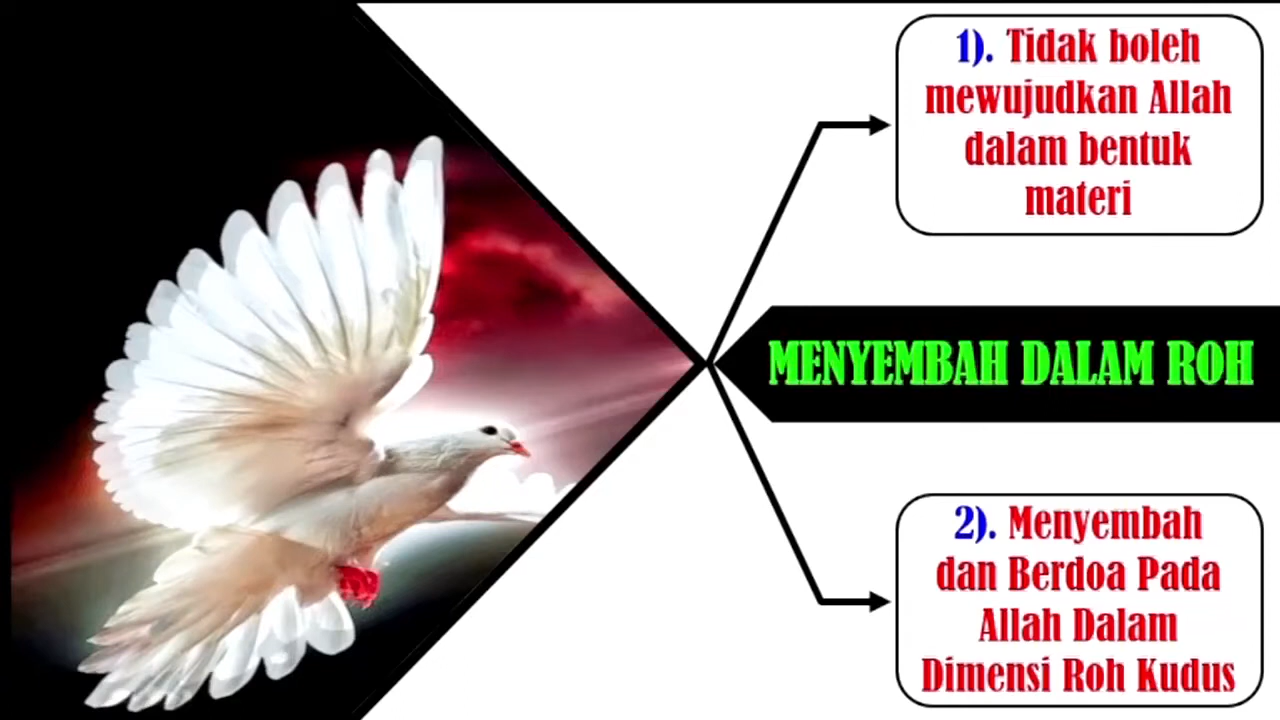 1). Tidak boleh
mewujudkan Allah
dalam bentuk
materi
MENYEMBAH DALAM ROH
2). Menyembah
dan Berdoa Pada
Allah Dalam
Dimensi Roh Kudus